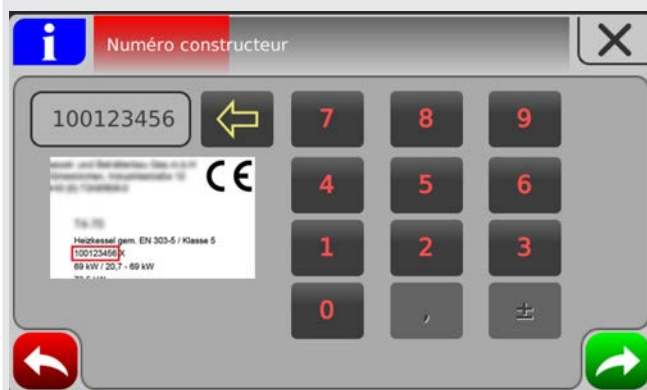 i
Numéro constructeur
100123456
7 8 9
CE
4 5 6
Heizkessel gem. EN 303-5 / Klasse 5
100123456 X
69 kW / 20,7 - 69 kW
1 2 3
0 , ±